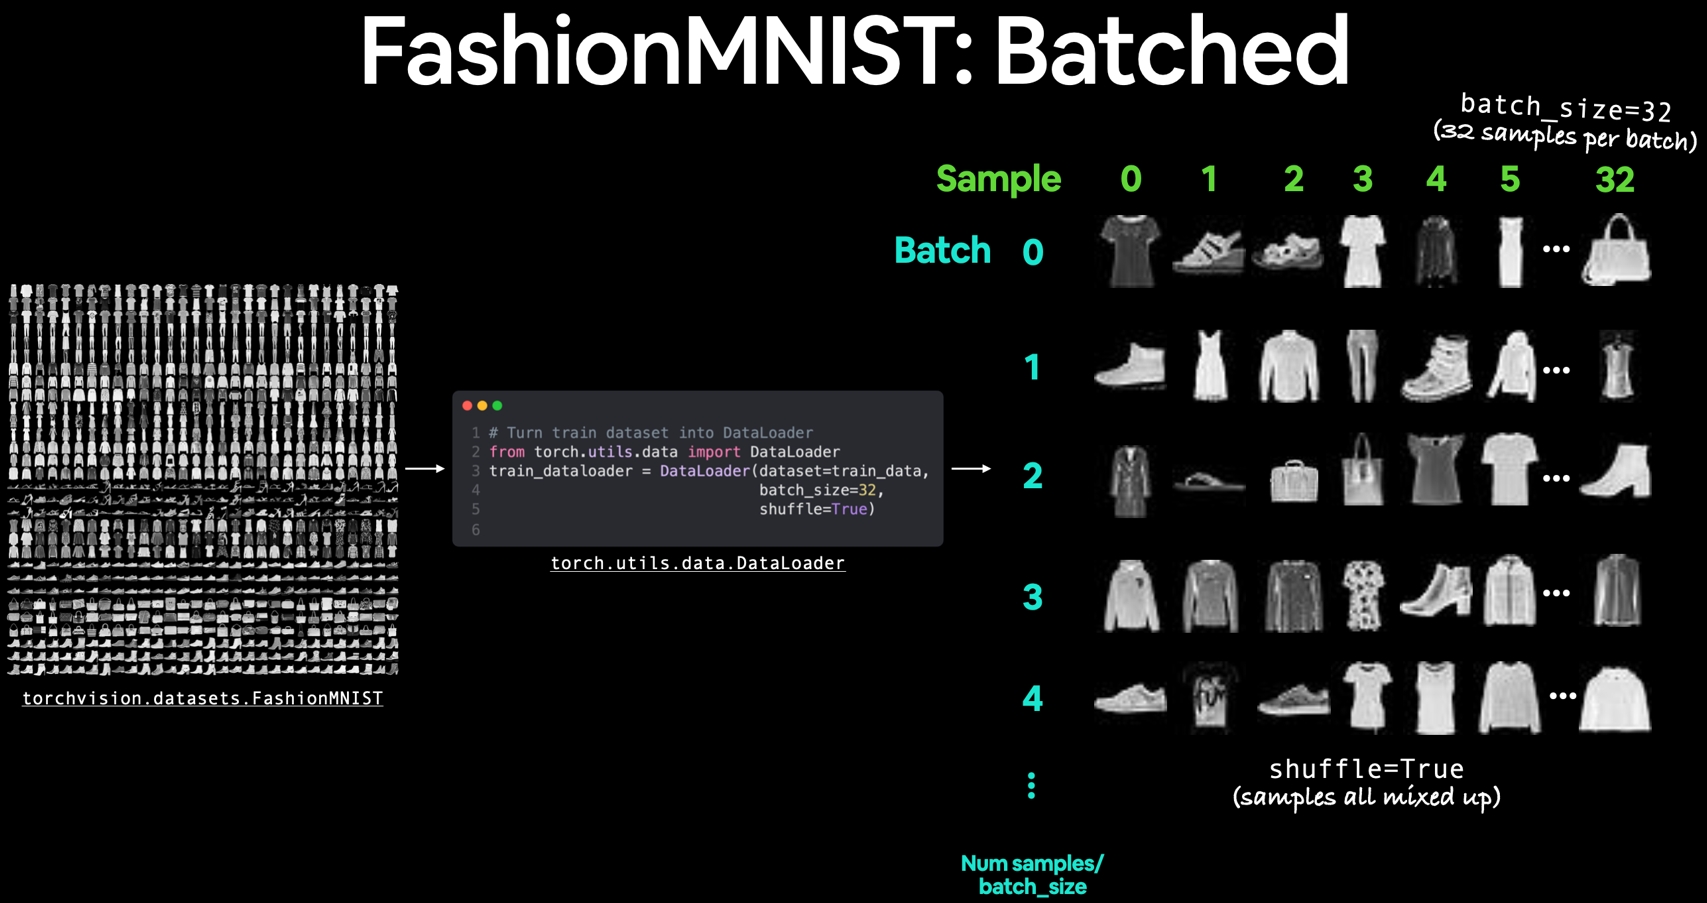 FashionMNIST: Batched
batch_size=32
(32 samples per batch)
Sample 0 1 2 3 4 5 32
Batch 0 ...
1 ...
2 ...
3 ...
4 ...
1 # Turn train dataset into DataLoader
2 from torch.utils.data import DataLoader
3 train_dataloader = DataLoader(dataset=train_data,
4 batch_size=32,
5 shuffle=True)
6
torch.utils.data.DataLoader
torchvision.datasets.FashionMNIST
shuffle=True
(samples all mixed up)
Num samples/
batch_size